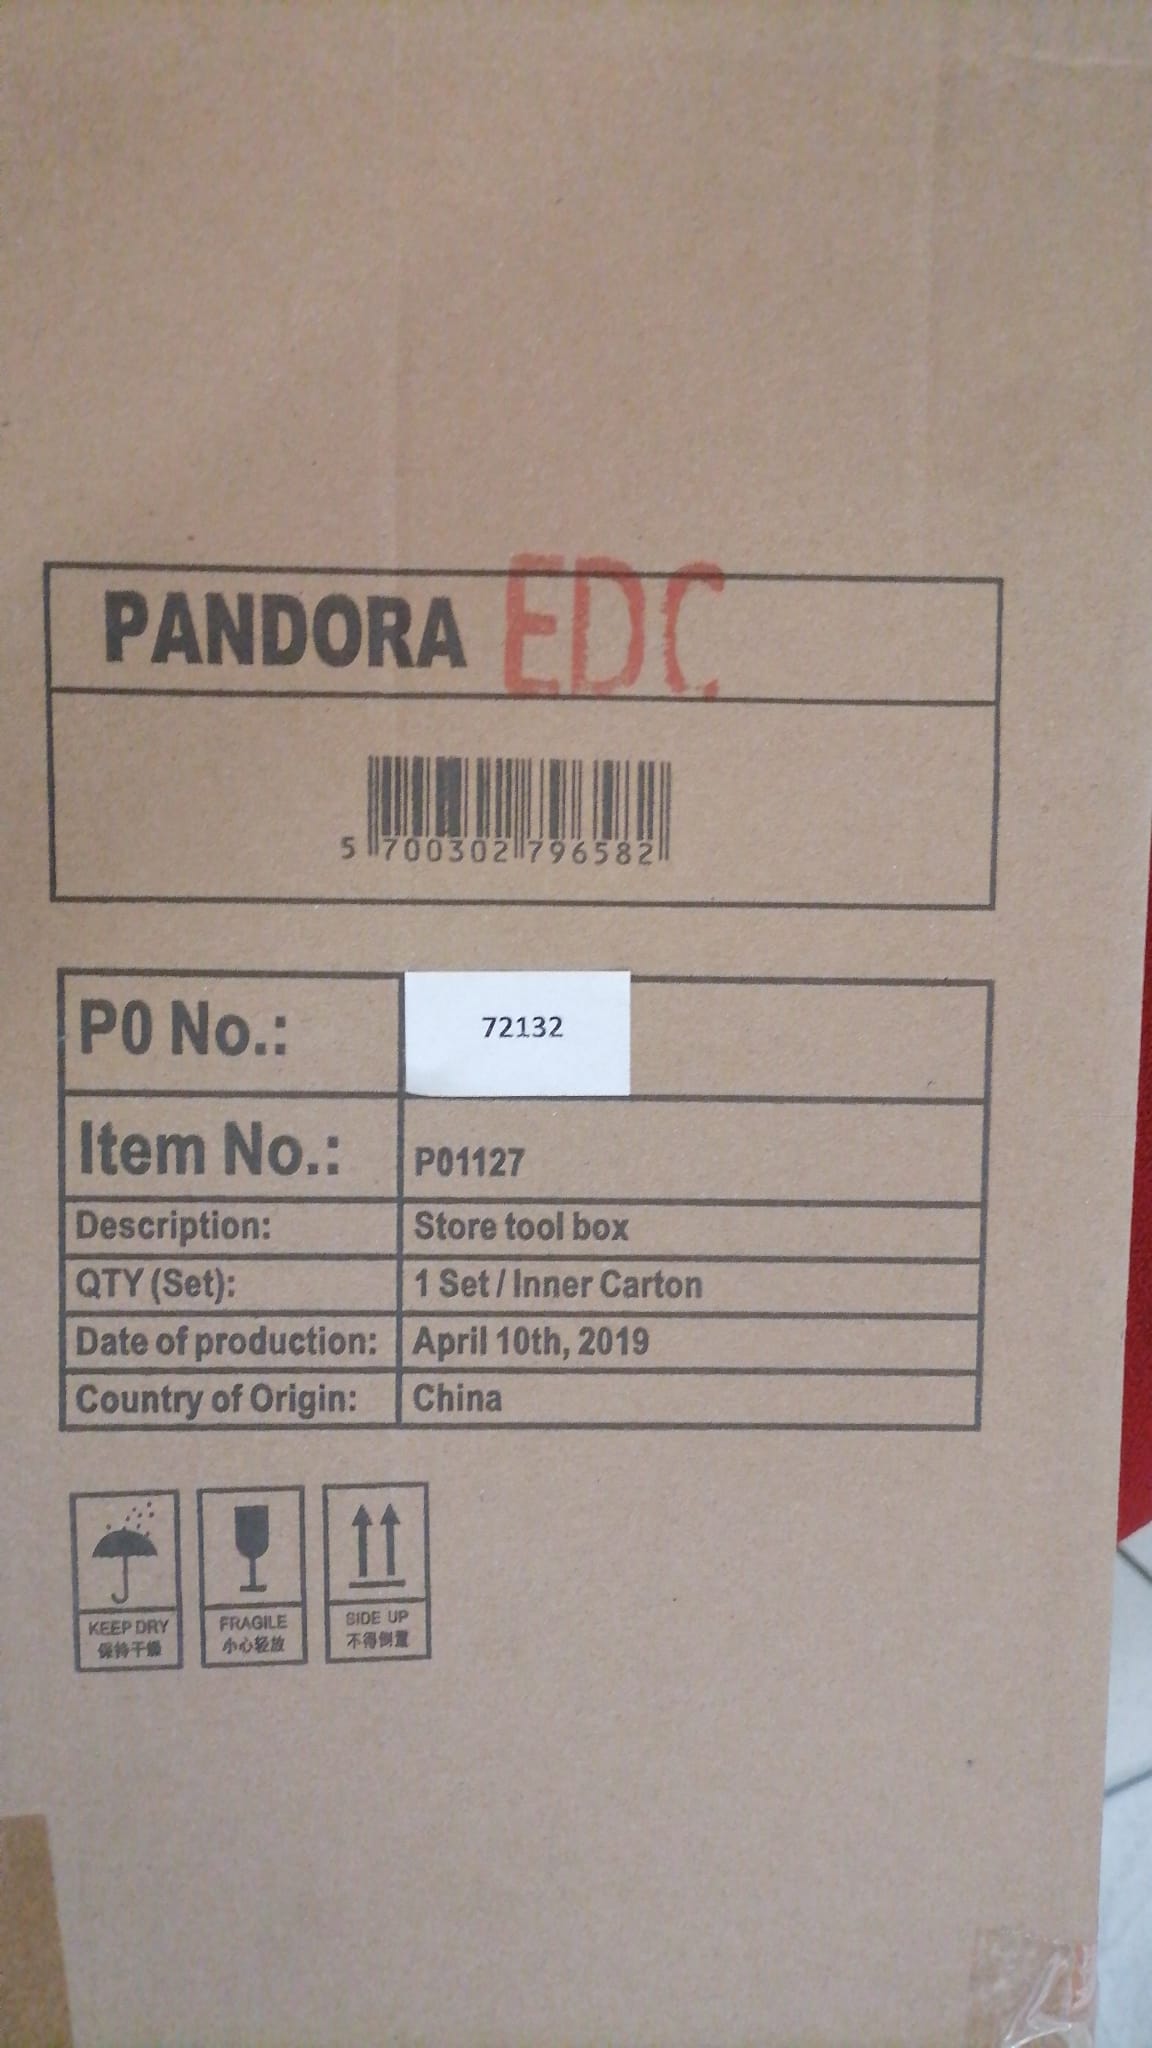 PANDORA EDC
5 700302 796582
P0 No.: 72132
Item No.: P01127
Description: Store tool box
QTY (Set): 1 Set / Inner Carton
Date of production: April 10th, 2019
Country of Origin: China
KEEP DRY FRAGILE SIDE UP
保持干燥 小心轻放 不得倒置